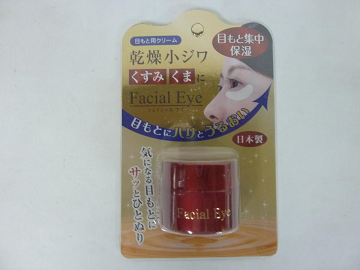 目もと用クリーム
乾燥小ジワ
くすみ くまに
Facial Eye
目もと集中
保湿
目もとにハリとうるおい
日本製
気になる目もとに
サッとひとぬり
Facial Eye